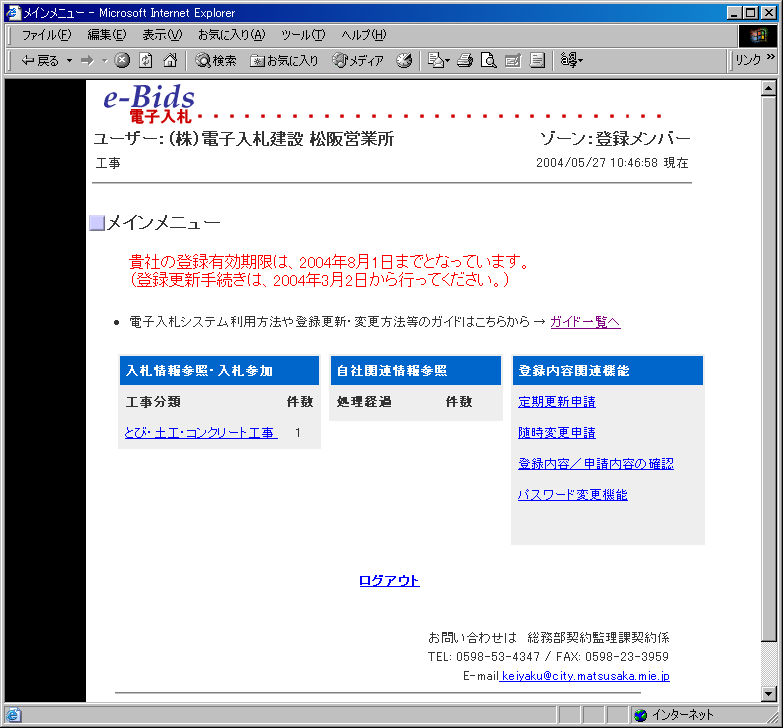 メインメニュー - Microsoft Internet Explorer
ファイル(F) 編集(E) 表示(V) お気に入り(A) ツール(T) ヘルプ(H)
戻る 検索 お気に入り メディア リンク »
e-Bids
電子入札
ユーザー：(株)電子入札建設 松阪営業所 ゾーン：登録メンバー
工事 2004/05/27 10:46:58 現在
メインメニュー
貴社の登録有効期限は、2004年8月1日までとなっています。
(登録更新手続きは、2004年3月2日から行ってください。)
• 電子入札システム利用方法や登録更新・変更方法等のガイドはこちらから → ガイド一覧へ
入札情報参照・入札参加
工事分類 件数
とび・土工・コンクリート工事 1
自社関連情報参照
処理経過 件数
登録内容関連機能
定期更新申請
随時変更申請
登録内容／申請内容の確認
パスワード変更機能
ログアウト
お問い合わせは 総務部契約監理課契約係
TEL: 0598-53-4347 / FAX: 0598-23-3959
E-mail keiyaku@city.matsusaka.mie.jp
インターネット